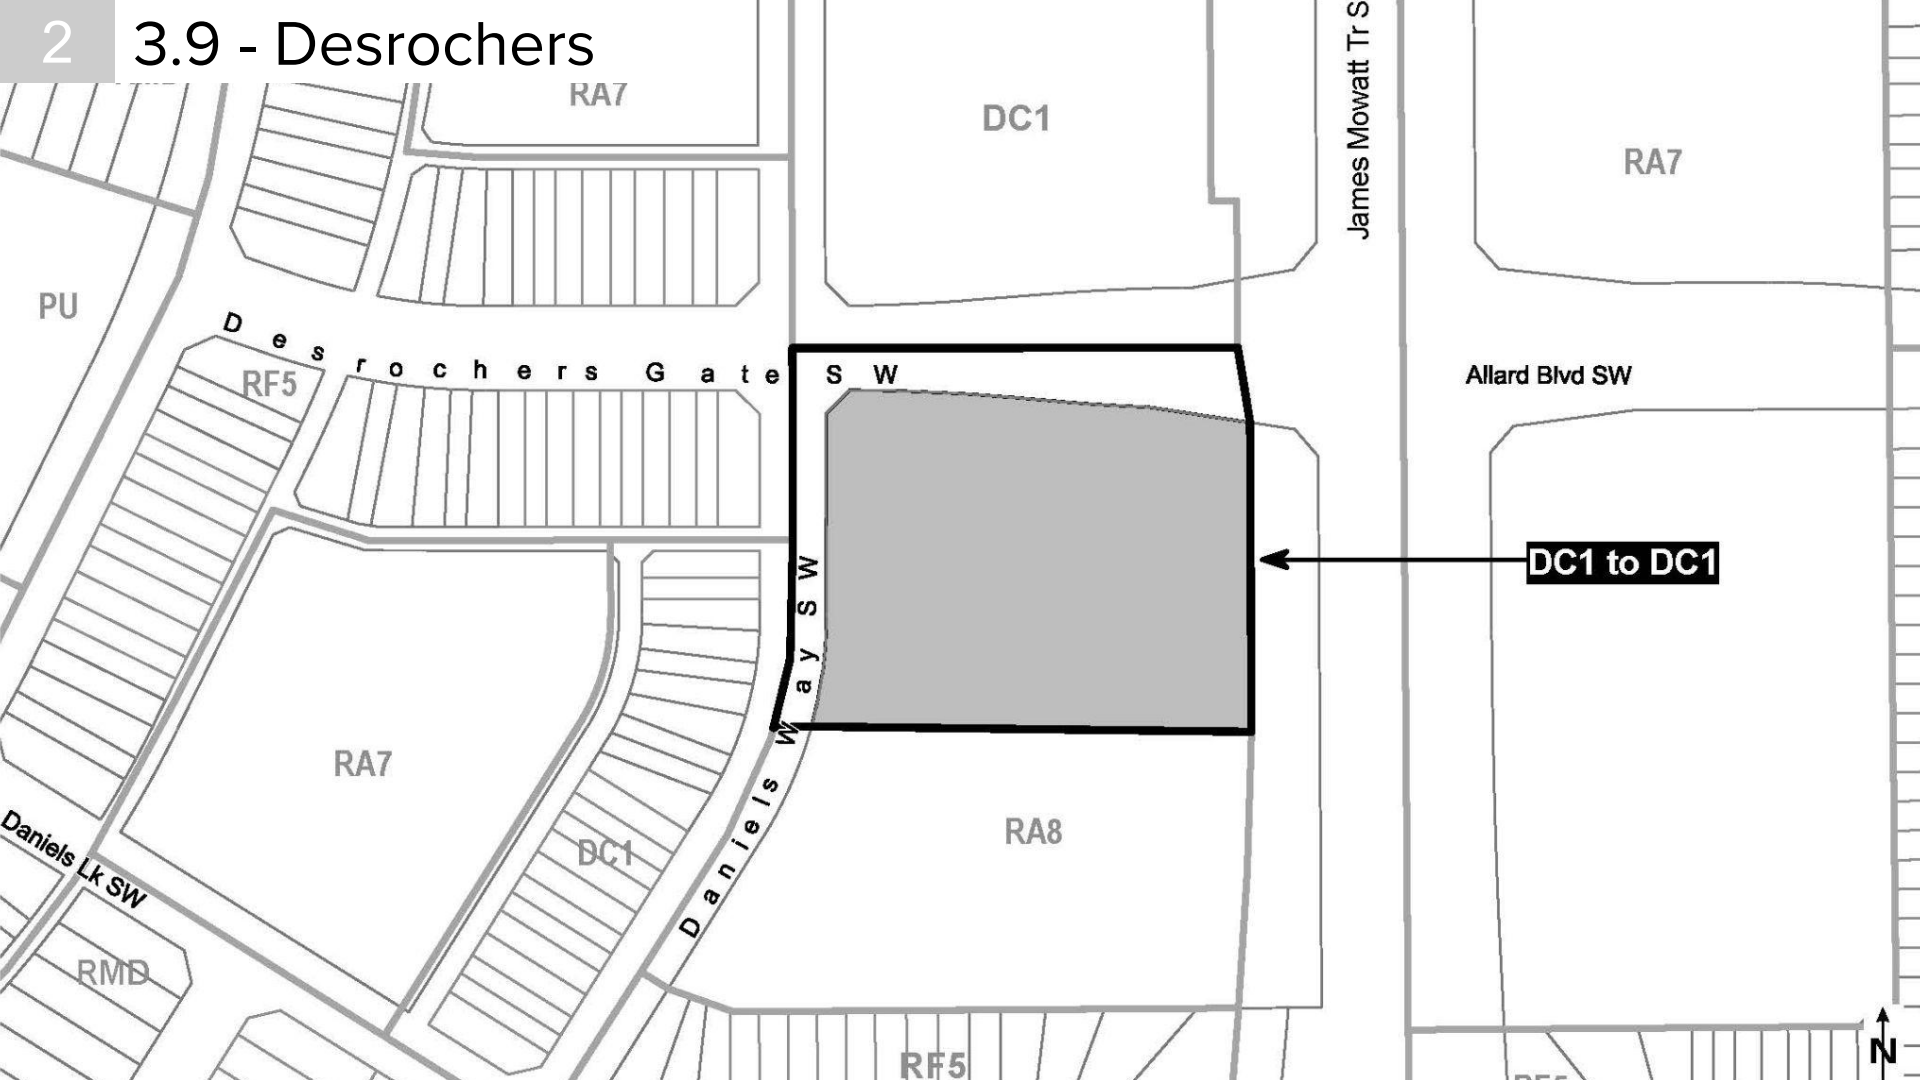 2
3.9 - Desrochers
RA7
DC1
James Mowatt Tr S
RA7
PU
Desrochers Gate SW
RF5
Allard Blvd SW
DC1 to DC1
Daniels Way SW
RA7
RA8
DC1
Daniels Lk SW
RMD
RF5
N